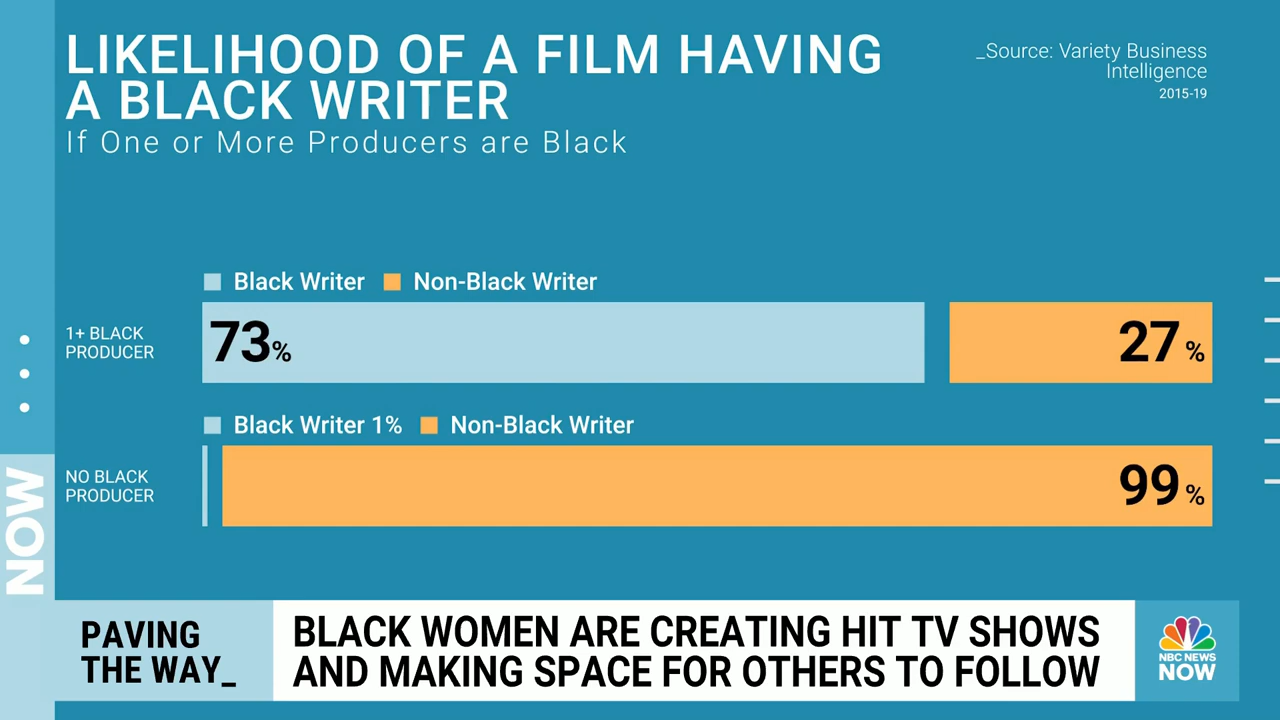 LIKELIHOOD OF A FILM HAVING
A BLACK WRITER
If One or More Producers are Black
_Source: Variety Business
Intelligence
2015-19
Black Writer Non-Black Writer
1+ BLACK
PRODUCER
73%
27%
Black Writer 1% Non-Black Writer
NO BLACK
PRODUCER
99%
NOW
PAVING
THE WAY_
BLACK WOMEN ARE CREATING HIT TV SHOWS
AND MAKING SPACE FOR OTHERS TO FOLLOW
NBC NEWS
NOW